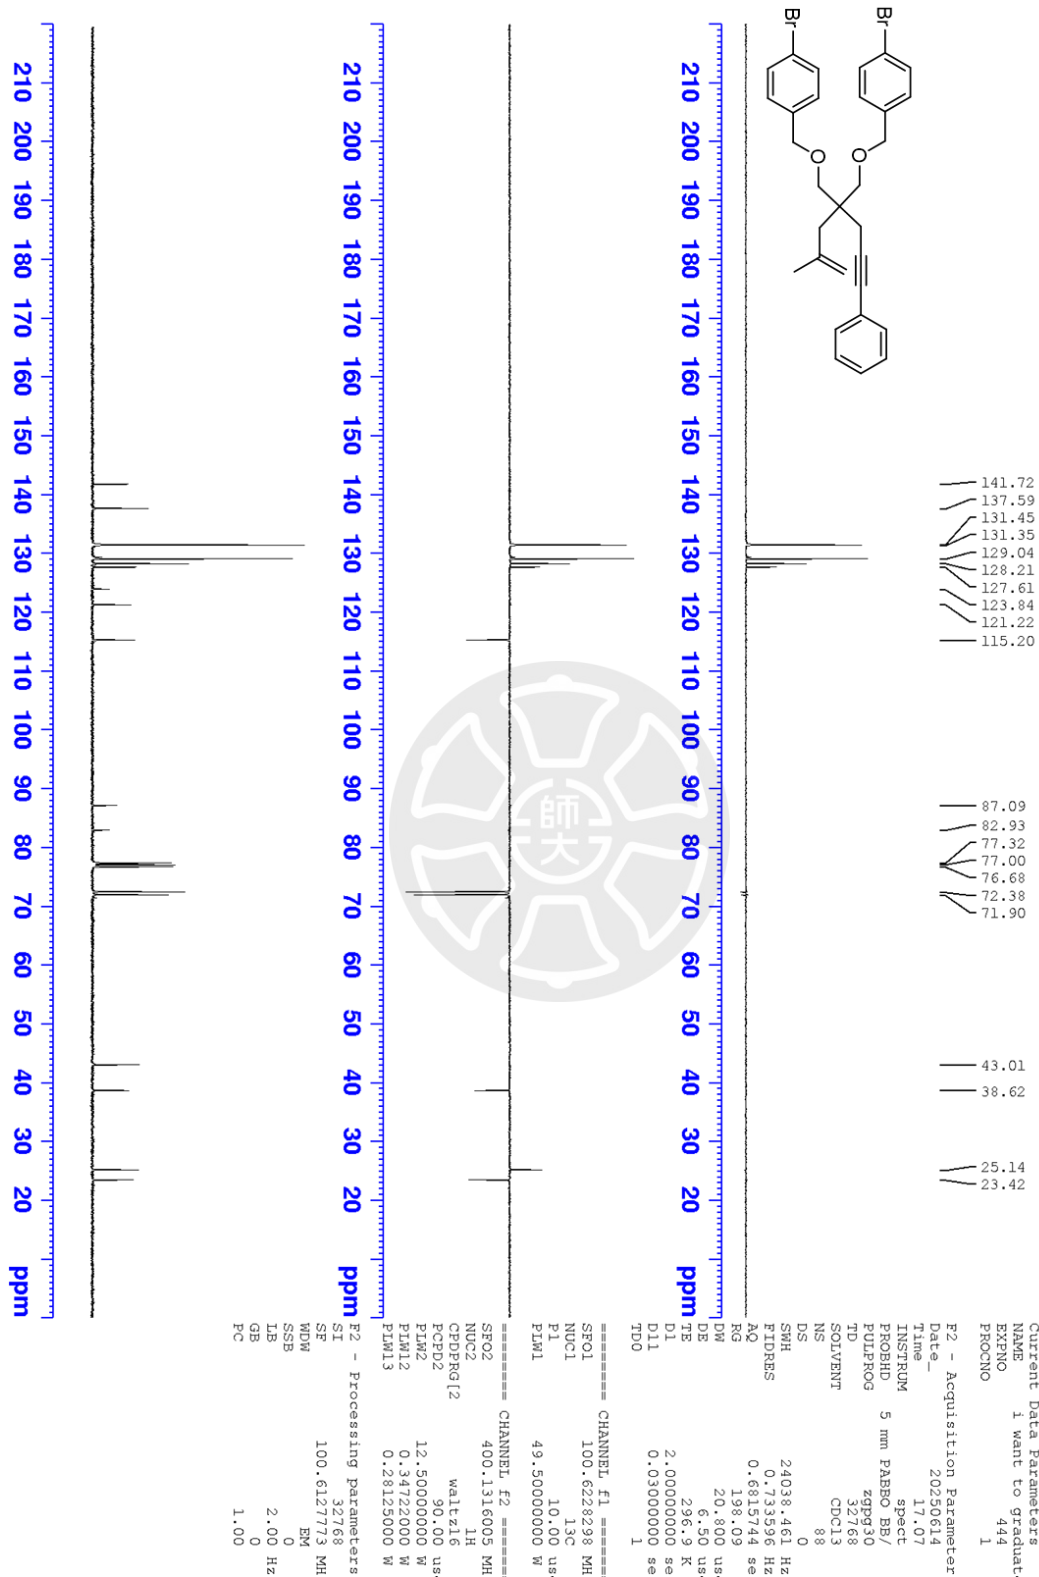 Br
Br
O
O
141.72
137.59
131.45
131.35
129.04
128.21
127.61
123.84
121.22
115.20
87.09
82.93
77.32
77.00
76.68
72.38
71.90
43.01
38.62
25.14
23.42
210 200 190 180 170 160 150 140 130 120 110 100 90 80 70 60 50 40 30 20 ppm
210 200 190 180 170 160 150 140 130 120 110 100 90 80 70 60 50 40 30 20 ppm
210 200 190 180 170 160 150 140 130 120 110 100 90 80 70 60 50 40 30 20 ppm
師大
Current Data Parameters
NAME i want to graduat
EXPNO 444
PROCNO 1
F2 - Acquisition Parameter
Date_ 20250614
Time 17.07
INSTRUM spect
PROBHD 5 mm PABBO BB/
PULPROG zgpg30
TD 32768
SOLVENT CDCl3
NS 88
DS 0
SWH 24038.461 Hz
FIDRES 0.733596 Hz
AQ 0.6815744 se
RG 198.09
DW 20.800 us
DE 6.50 us
TE 296.9 K
D1 2.00000000 se
D11 0.03000000 se
TD0 1
======== CHANNEL f1 ========
SFO1 100.6228298 MH
NUC1 13C
P1 10.00 us
PLW1 49.50000000 W
======== CHANNEL f2 ========
SFO2 400.1316005 MH
NUC2 1H
CPDPRG[2 waltz16
PCPD2 90.00 us
PLW2 12.50000000 W
PLW12 0.34722000 W
PLW13 0.28125000 W
F2 - Processing parameters
SI 32768
SF 100.6127773 MH
WDW EM
SSB 0
LB 2.00 Hz
GB 0
PC 1.00